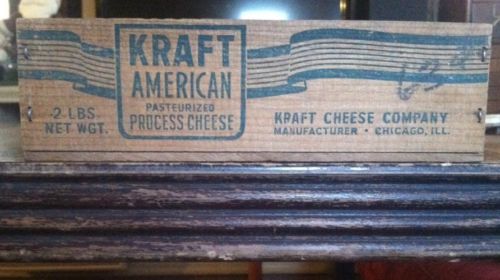 KRAFT
AMERICAN
PASTEURIZED
PROCESS CHEESE
2 LBS.
NET WGT.
KRAFT CHEESE COMPANY
MANUFACTURER • CHICAGO, ILL.